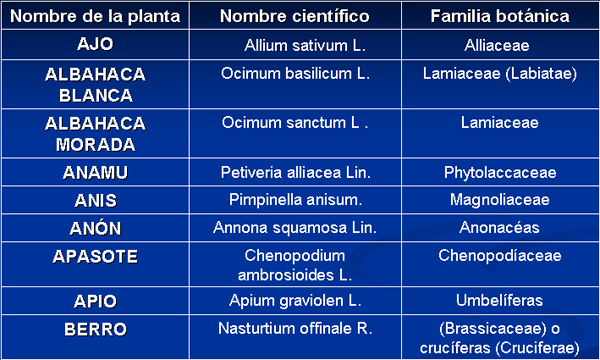 Nombre de la planta Nombre científico Familia botánica
AJO Allium sativum L. Alliaceae
ALBAHACA BLANCA Ocimum basilicum L. Lamiaceae (Labiatae)
ALBAHACA MORADA Ocimum sanctum L . Lamiaceae
ANAMU Petiveria alliacea Lin. Phytolaccaceae
ANIS Pimpinella anisum. Magnoliaceae
ANÓN Annona squamosa Lin. Anonacéas
APASOTE Chenopodium ambrosioides L. Chenopodíaceae
APIO Apium graviolen L. Umbelíferas
BERRO Nasturtium offinale R. (Brassicaceae) o crucíferas (Cruciferae)